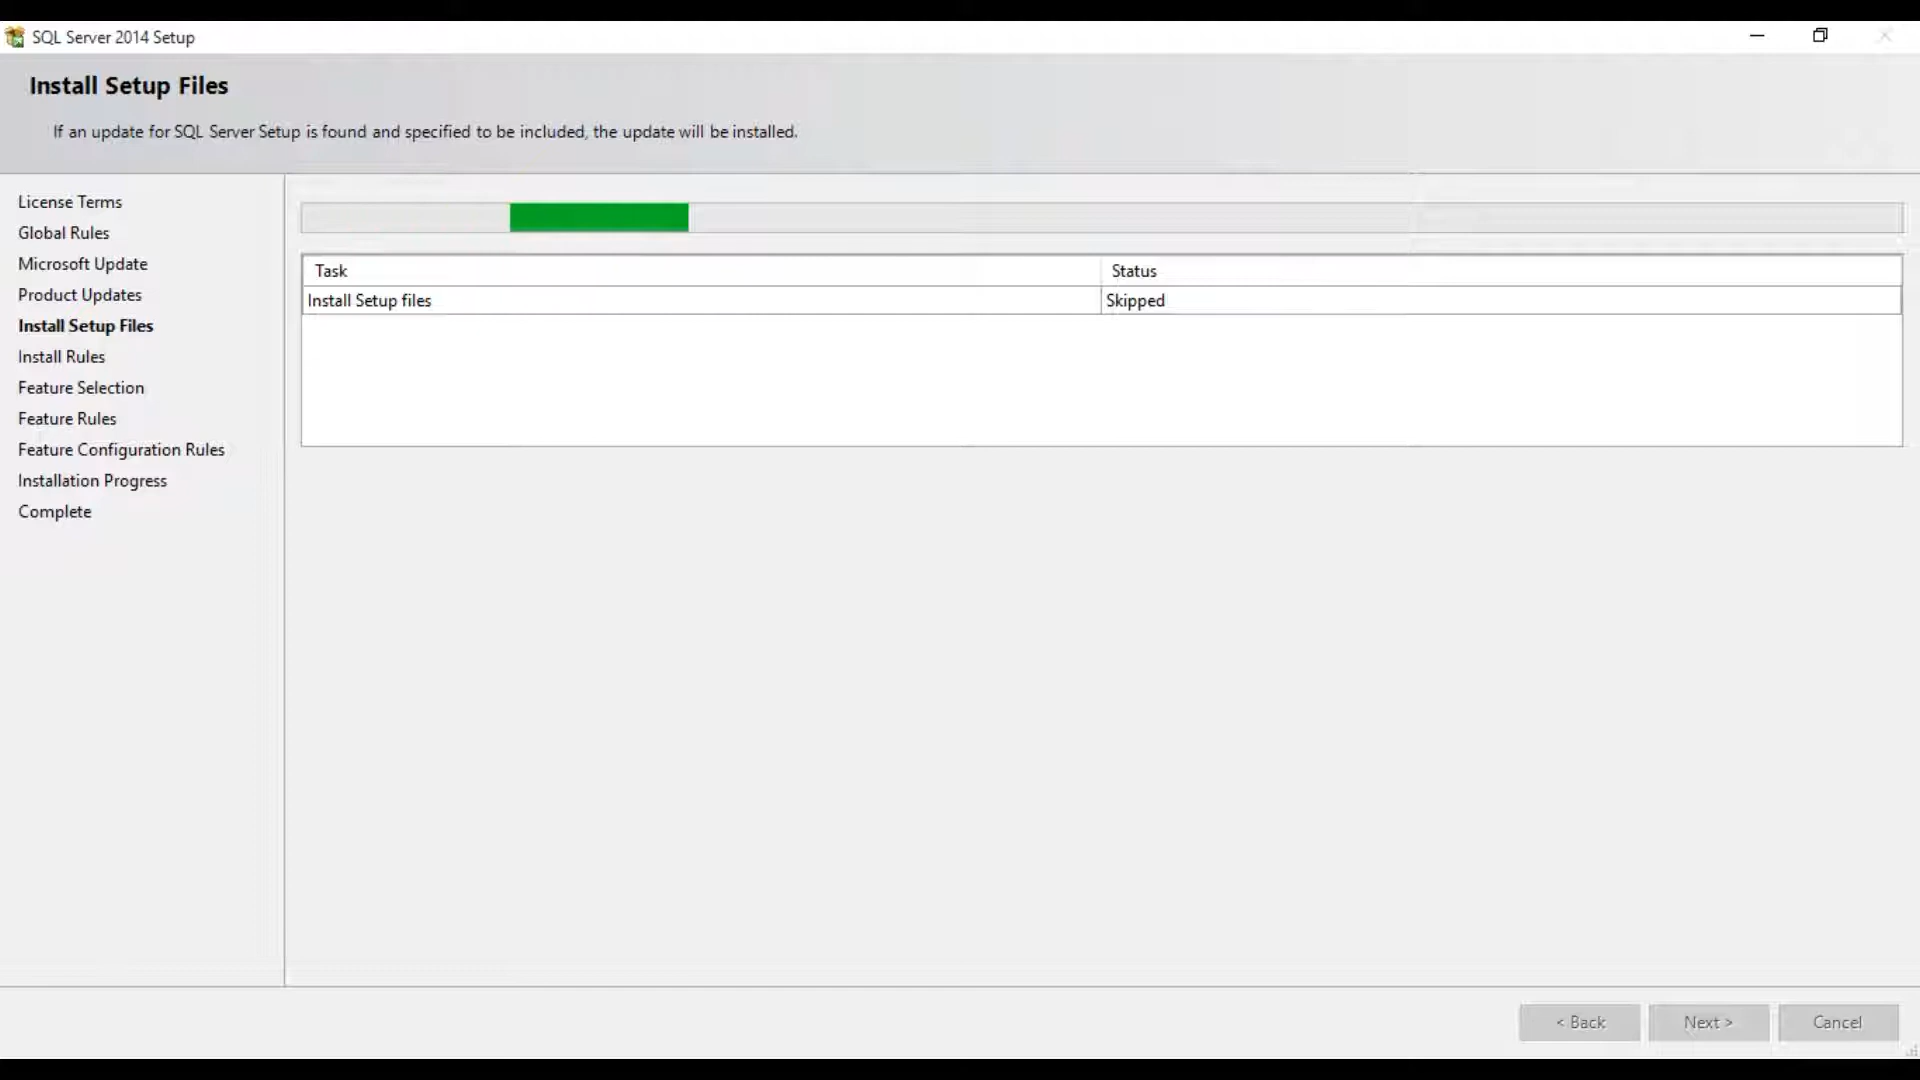 SQL Server 2014 Setup
Install Setup Files
If an update for SQL Server Setup is found and specified to be included, the update will be installed.
License Terms
Global Rules
Microsoft Update
Product Updates
Install Setup Files
Install Rules
Feature Selection
Feature Rules
Feature Configuration Rules
Installation Progress
Complete
Task Status
Install Setup files Skipped
< Back Next > Cancel